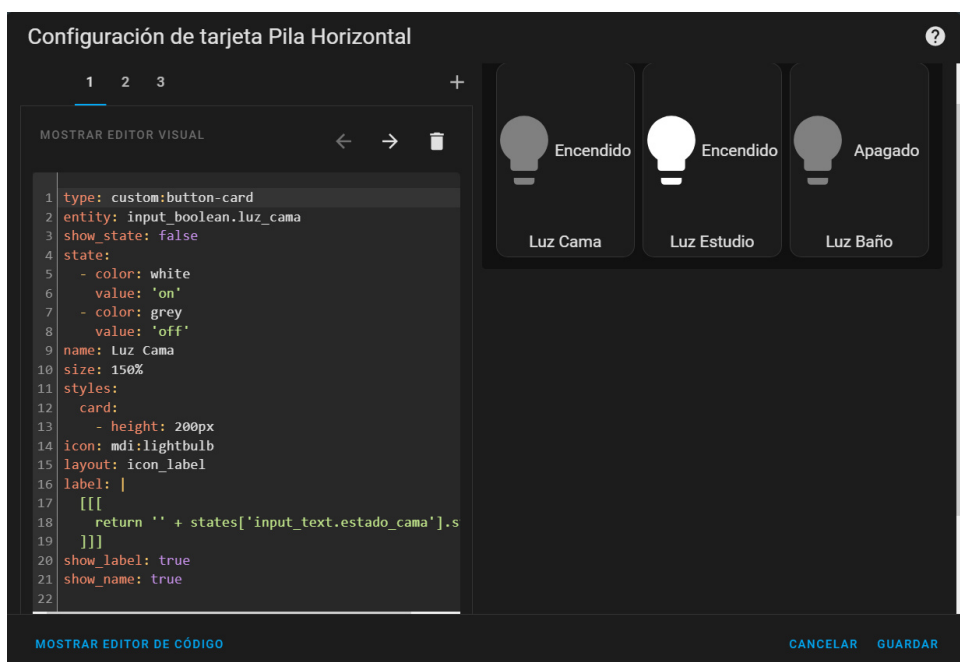 Configuración de tarjeta Pila Horizontal
1 2 3
MOSTRAR EDITOR VISUAL
1 type: custom:button-card
2 entity: input_boolean.luz_cama
3 show_state: false
4 state:
5 - color: white
6 value: 'on'
7 - color: grey
8 value: 'off'
9 name: Luz Cama
10 size: 150%
11 styles:
12 card:
13 - height: 200px
14 icon: mdi:lightbulb
15 layout: icon_label
16 label: |
17 [[[
18 return '' + states['input_text.estado_cama'].s
19 ]]]
20 show_label: true
21 show_name: true
22
Encendido Encendido Apagado
Luz Cama Luz Estudio Luz Baño
MOSTRAR EDITOR DE CÓDIGO
CANCELAR GUARDAR